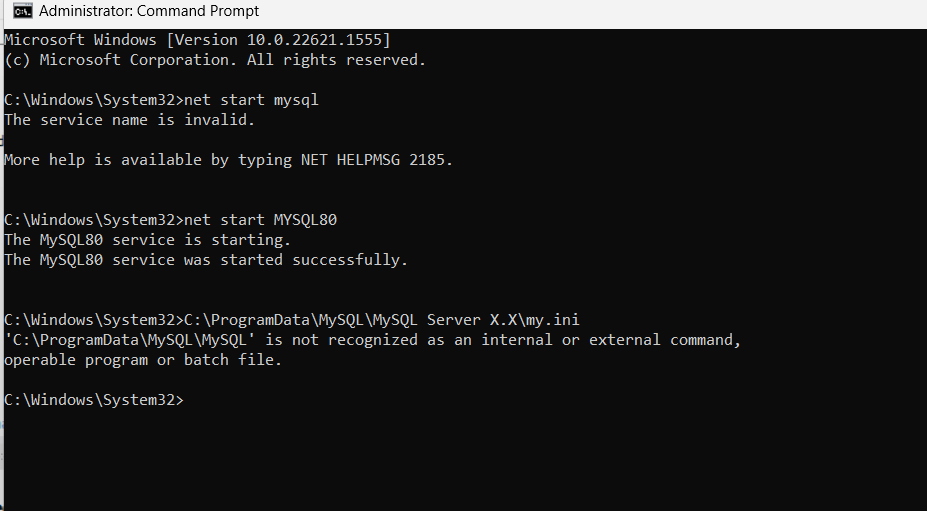 Administrator: Command Prompt
Microsoft Windows [Version 10.0.22621.1555]
(c) Microsoft Corporation. All rights reserved.
C:\Windows\System32>net start mysql
The service name is invalid.
More help is available by typing NET HELPMSG 2185.
C:\Windows\System32>net start MYSQL80
The MySQL80 service is starting.
The MySQL80 service was started successfully.
C:\Windows\System32>C:\ProgramData\MySQL\MySQL Server X.X\my.ini
'C:\ProgramData\MySQL\MySQL' is not recognized as an internal or external command,
operable program or batch file.
C:\Windows\System32>